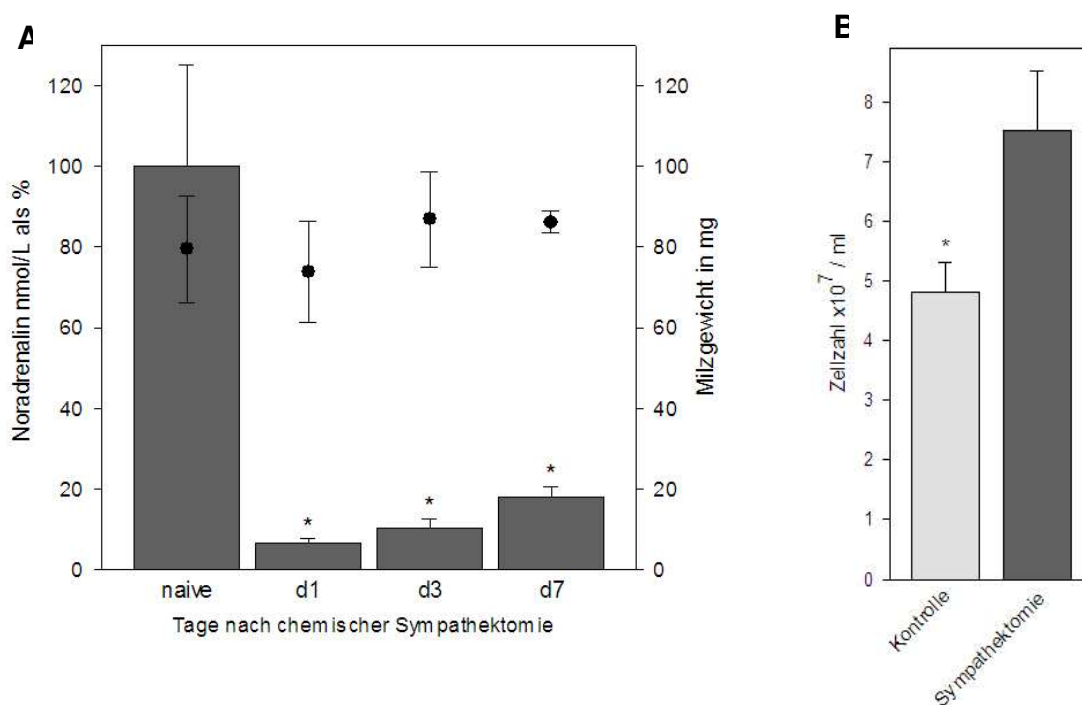 A
B
120
100
80
60
40
20
0
Noradrenalin nmol/L als %
120
100
80
60
40
20
0
Milzgewicht in mg
* * *
naive d1 d3 d7
Tage nach chemischer Sympathektomie
8
7
6
5
4
3
2
1
0
Zellzahl x10⁷ / ml
*
Kontrolle
Sympathektomie